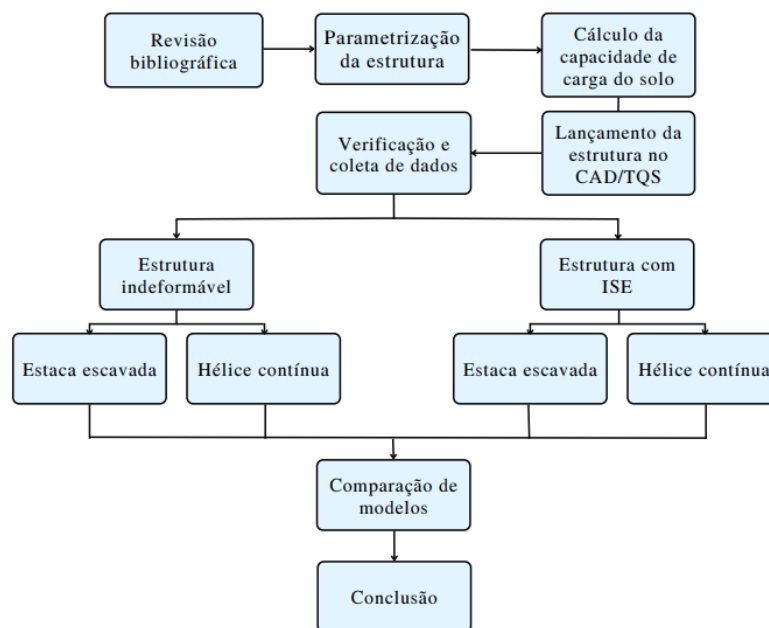 Revisão
bibliográfica
Parametrização
da estrutura
Cálculo da
capacidade de
carga do solo
Lançamento da
estrutura no
CAD/TQS
Verificação e
coleta de dados
Estrutura
indeformável
Estrutura com
ISE
Estaca escavada
Hélice contínua
Estaca escavada
Hélice contínua
Comparação de
modelos
Conclusão